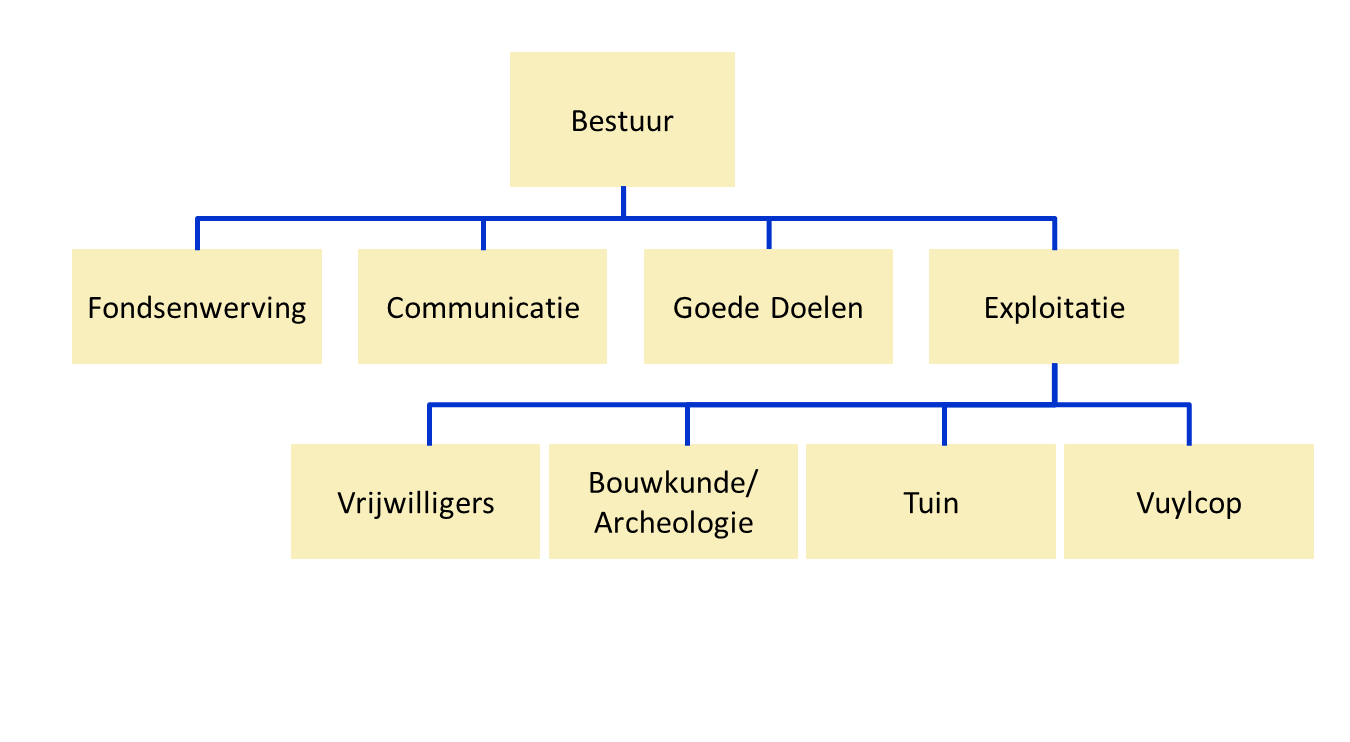 Bestuur
Fondsenwerving
Communicatie
Goede Doelen
Exploitatie
Vrijwilligers
Bouwkunde/
Archeologie
Tuin
Vuylcop